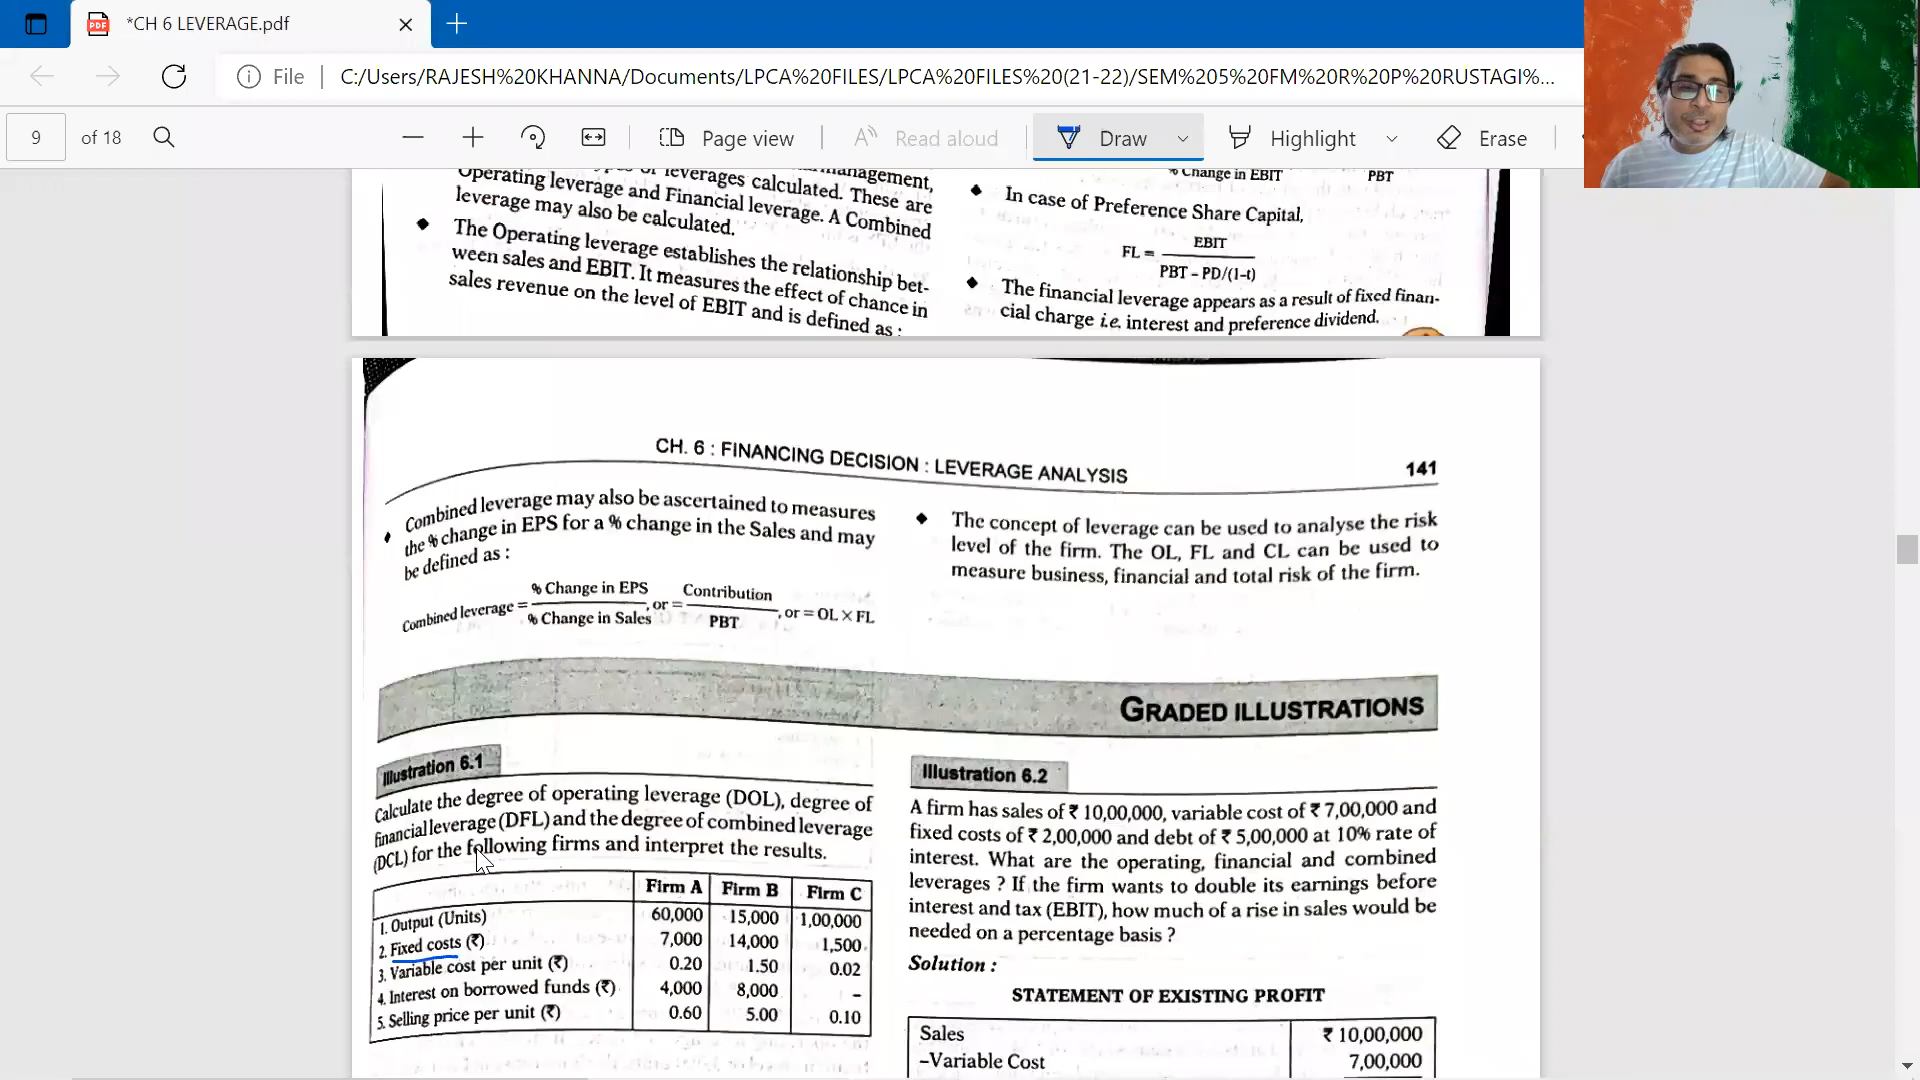 *CH 6 LEVERAGE.pdf
File
C:/Users/RAJESH%20KHANNA/Documents/LPCA%20FILES/LPCA%20FILES%20(21-22)/SEM%205%20FM%20R%20P%20RUSTAGI%...
9 of 18
Page view
Read aloud
Draw
Highlight
Erase
of leverages calculated. These are
Operating leverage and Financial leverage. A Combined
leverage may also be calculated.
◆ The Operating leverage establishes the relationship bet-
ween sales and EBIT. It measures the effect of chance in
sales revenue on the level of EBIT and is defined as :
% Change in EBIT PBT
◆ In case of Preference Share Capital,
FL = EBIT
PBT – PD/(1–t)
◆ The financial leverage appears as a result of fixed finan-
cial charge i.e. interest and preference dividend.
CH. 6 : FINANCING DECISION : LEVERAGE ANALYSIS 141
◆ Combined leverage may also be ascertained to measures
the % change in EPS for a % change in the Sales and may
be defined as :
Combined leverage = % Change in EPS / % Change in Sales, or = Contribution / PBT, or = OL × FL
◆ The concept of leverage can be used to analyse the risk
level of the firm. The OL, FL and CL can be used to
measure business, financial and total risk of the firm.
GRADED ILLUSTRATIONS
Illustration 6.1
Calculate the degree of operating leverage (DOL), degree of
financial leverage (DFL) and the degree of combined leverage
(DCL) for the following firms and interpret the results.
Firm A Firm B Firm C
1. Output (Units) 60,000 15,000 1,00,000
2. Fixed costs (₹) 7,000 14,000 1,500
3. Variable cost per unit (₹) 0.20 1.50 0.02
4. Interest on borrowed funds (₹) 4,000 8,000 –
5. Selling price per unit (₹) 0.60 5.00 0.10
Illustration 6.2
A firm has sales of ₹ 10,00,000, variable cost of ₹ 7,00,000 and
fixed costs of ₹ 2,00,000 and debt of ₹ 5,00,000 at 10% rate of
interest. What are the operating, financial and combined
leverages ? If the firm wants to double its earnings before
interest and tax (EBIT), how much of a rise in sales would be
needed on a percentage basis ?
Solution :
STATEMENT OF EXISTING PROFIT
Sales ₹ 10,00,000
–Variable Cost 7,00,000